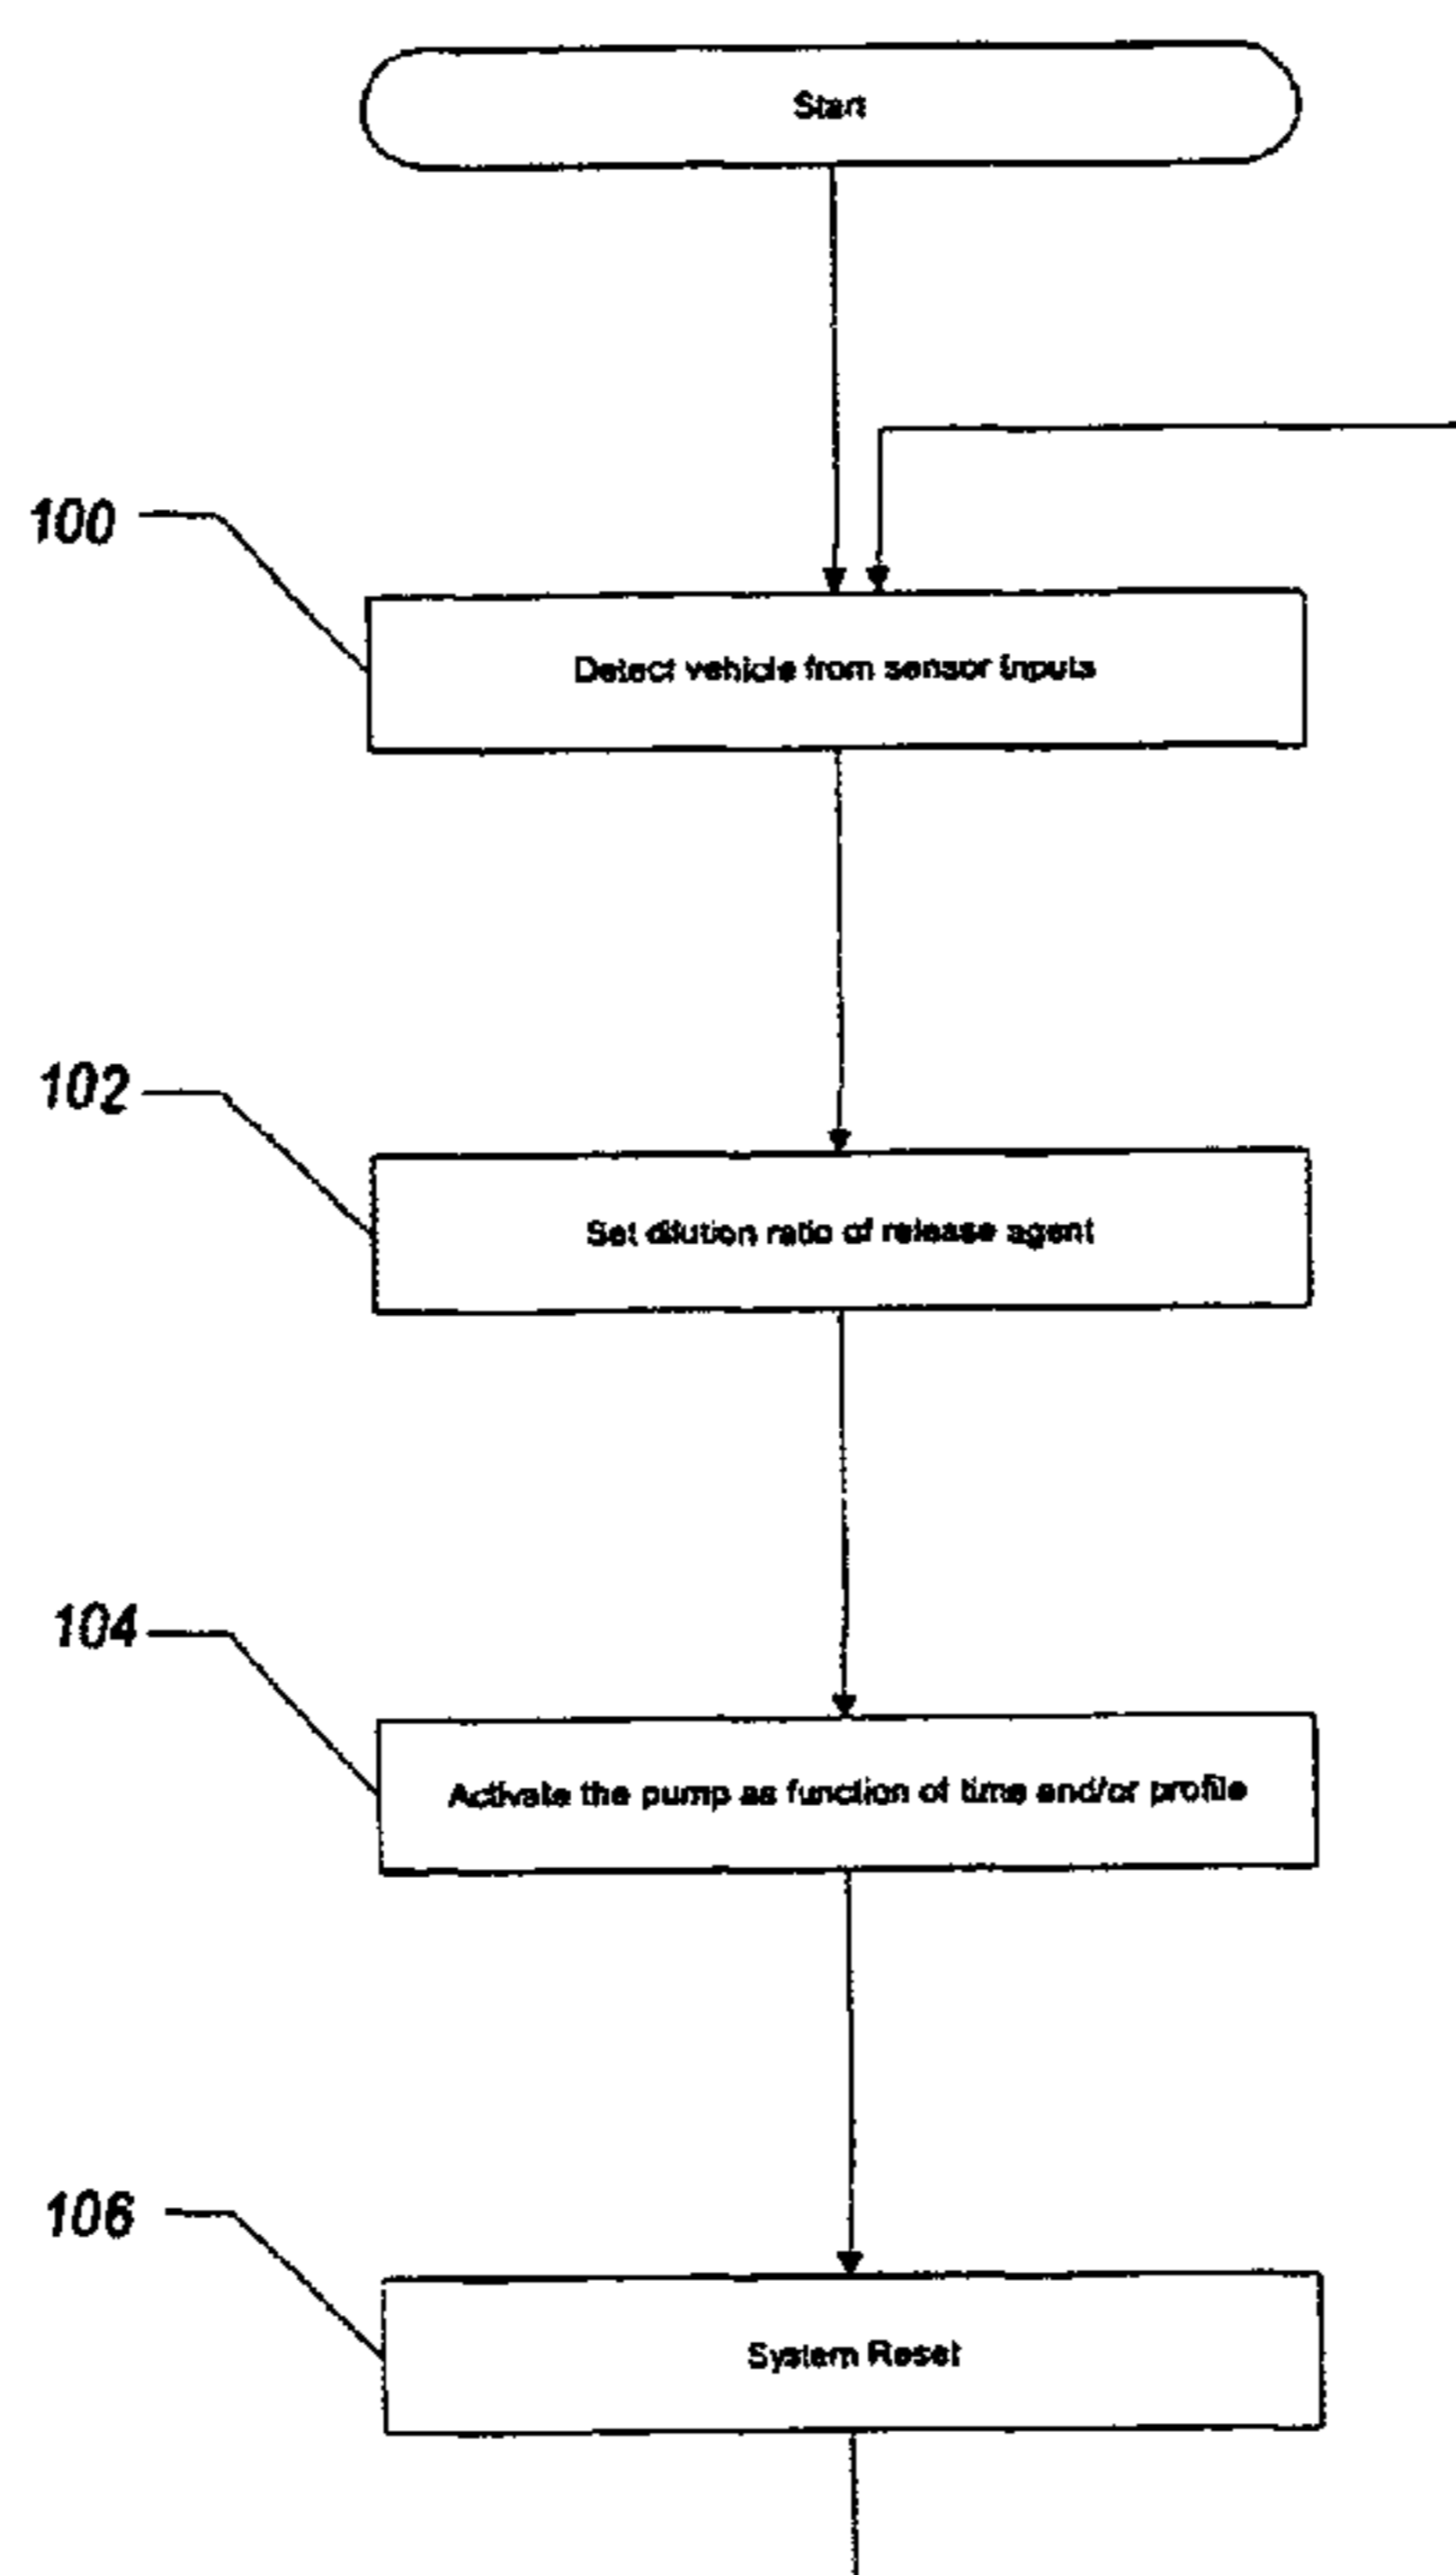 Start
100
Detect vehicle from sensor inputs
102
Set dilution ratio of release agent
104
Activate the pump as function of time and/or profile
106
System Reset